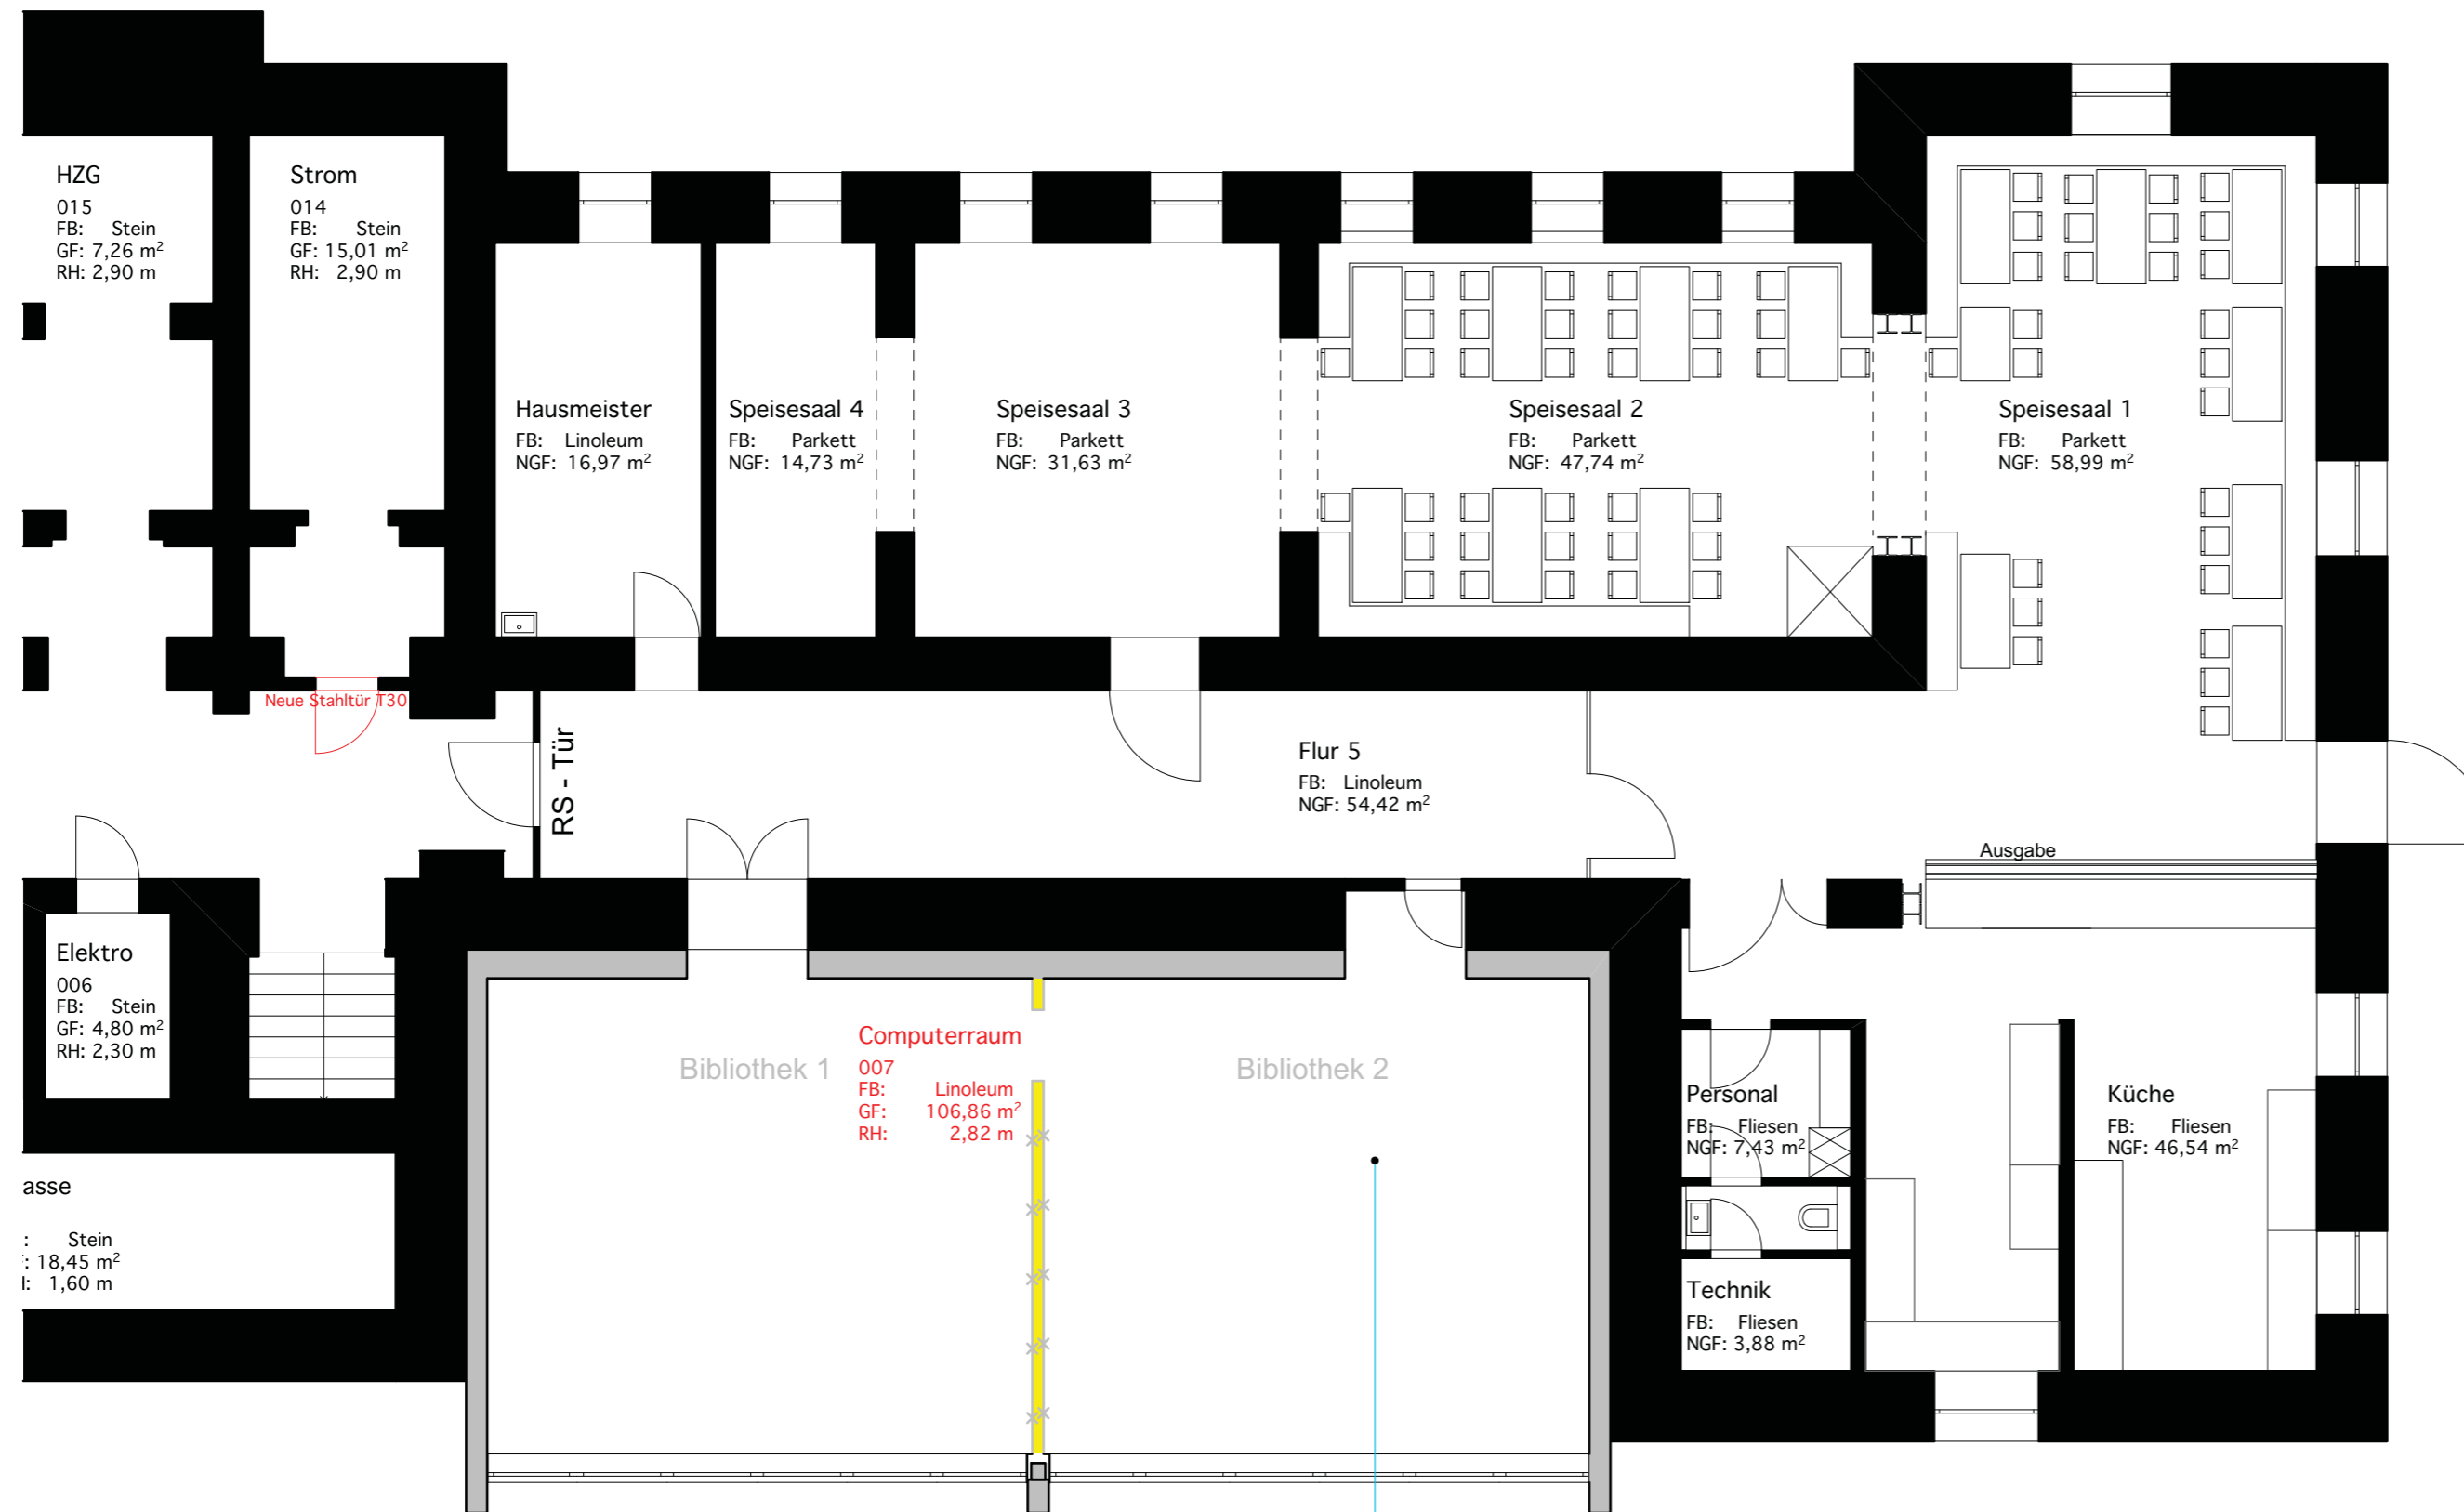 HZG
015
FB: Stein
GF: 7,26 m²
RH: 2,90 m
Strom
014
FB: Stein
GF: 15,01 m²
RH: 2,90 m
Hausmeister
FB: Linoleum
NGF: 16,97 m²
Speisesaal 4
FB: Parkett
NGF: 14,73 m²
Speisesaal 3
FB: Parkett
NGF: 31,63 m²
Speisesaal 2
FB: Parkett
NGF: 47,74 m²
Speisesaal 1
FB: Parkett
NGF: 58,99 m²
Neue Stahltür T30
RS - Tür
Flur 5
FB: Linoleum
NGF: 54,42 m²
Ausgabe
Elektro
006
FB: Stein
GF: 4,80 m²
RH: 2,30 m
Bibliothek 1
Computerraum
007
FB: Linoleum
GF: 106,86 m²
RH: 2,82 m
Bibliothek 2
Personal
FB: Fliesen
NGF: 7,43 m²
Küche
FB: Fliesen
NGF: 46,54 m²
asse
: Stein
: 18,45 m²
: 1,60 m
Technik
FB: Fliesen
NGF: 3,88 m²